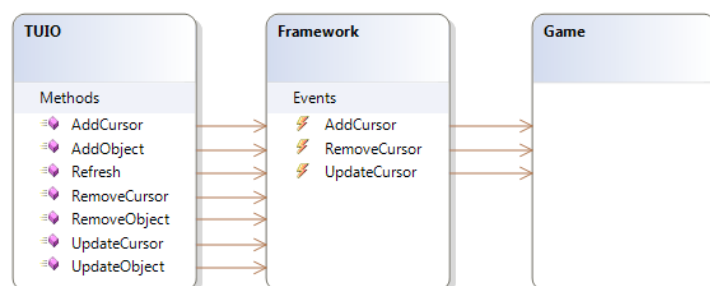 TUIO
Methods
AddCursor
AddObject
Refresh
RemoveCursor
RemoveObject
UpdateCursor
UpdateObject
Framework
Events
AddCursor
RemoveCursor
UpdateCursor
Game